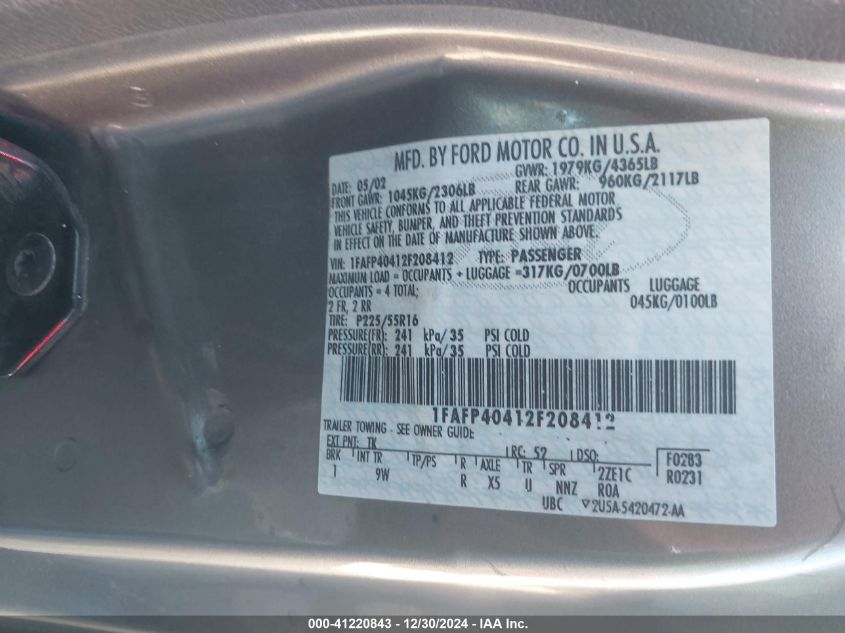 MFD. BY FORD MOTOR CO. IN U.S.A.
DATE: 05/02 GVWR: 1979KG/4365LB
FRONT GAWR: 1045KG/2306LB REAR GAWR: 960KG/2117LB
THIS VEHICLE CONFORMS TO ALL APPLICABLE FEDERAL MOTOR
VEHICLE SAFETY, BUMPER, AND THEFT PREVENTION STANDARDS
IN EFFECT ON THE DATE OF MANUFACTURE SHOWN ABOVE.
VIN: 1FAFP40412F208412 TYPE: PASSENGER
MAXIMUM LOAD = OCCUPANTS + LUGGAGE =317KG/0700LB
OCCUPANTS = 4 TOTAL; OCCUPANTS LUGGAGE
2 FR, 2 RR 045KG/0100LB
TIRE: P225/55R16
PRESSURE(FR): 241 kPa/35 PSI COLD
PRESSURE(RR): 241 kPa/35 PSI COLD
1FAFP40412F208412
TRAILER TOWING - SEE OWNER GUIDE
EXT PNT: TK RC: 52 DSO: F0283
BRK INT TR TP/PS R AXLE TR SPR 2ZE1C R0231
1 9W R X5 U NNZ ROA
UBC ▽2U5A-5420472-AA
000-41220843 - 12/30/2024 - IAA Inc.